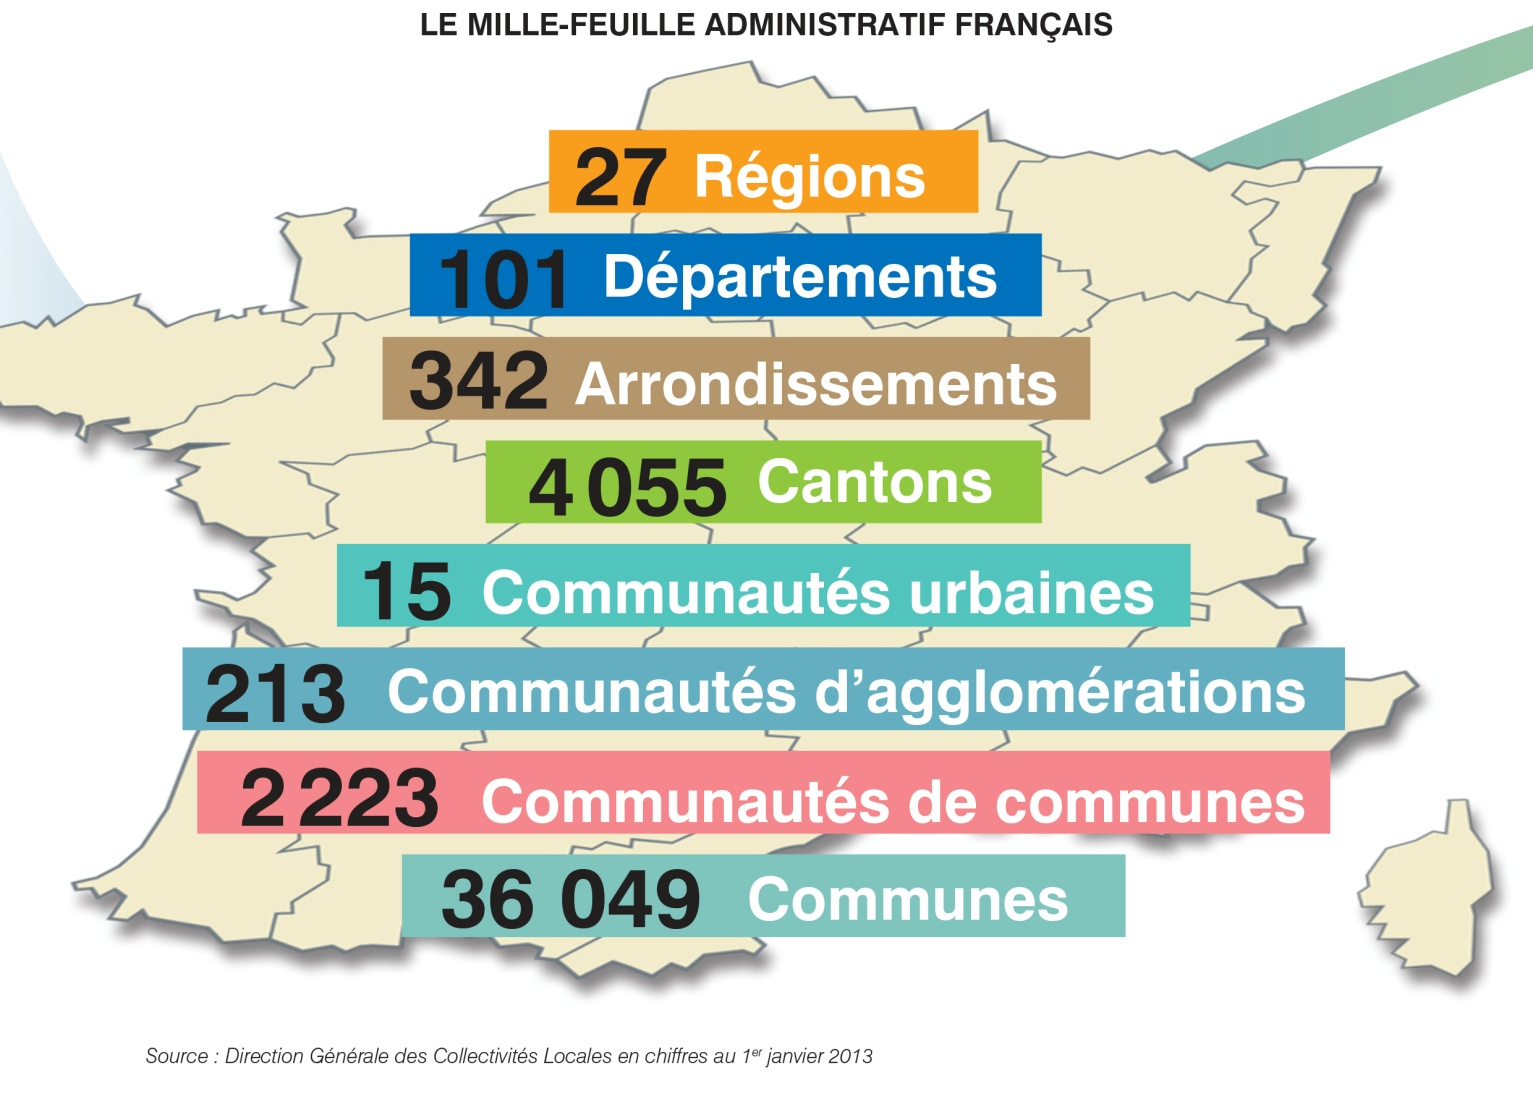 LE MILLE-FEUILLE ADMINISTRATIF FRANÇAIS
27 Régions
101 Départements
342 Arrondissements
4 055 Cantons
15 Communautés urbaines
213 Communautés d’agglomérations
2 223 Communautés de communes
36 049 Communes
Source : Direction Générale des Collectivités Locales en chiffres au 1er janvier 2013